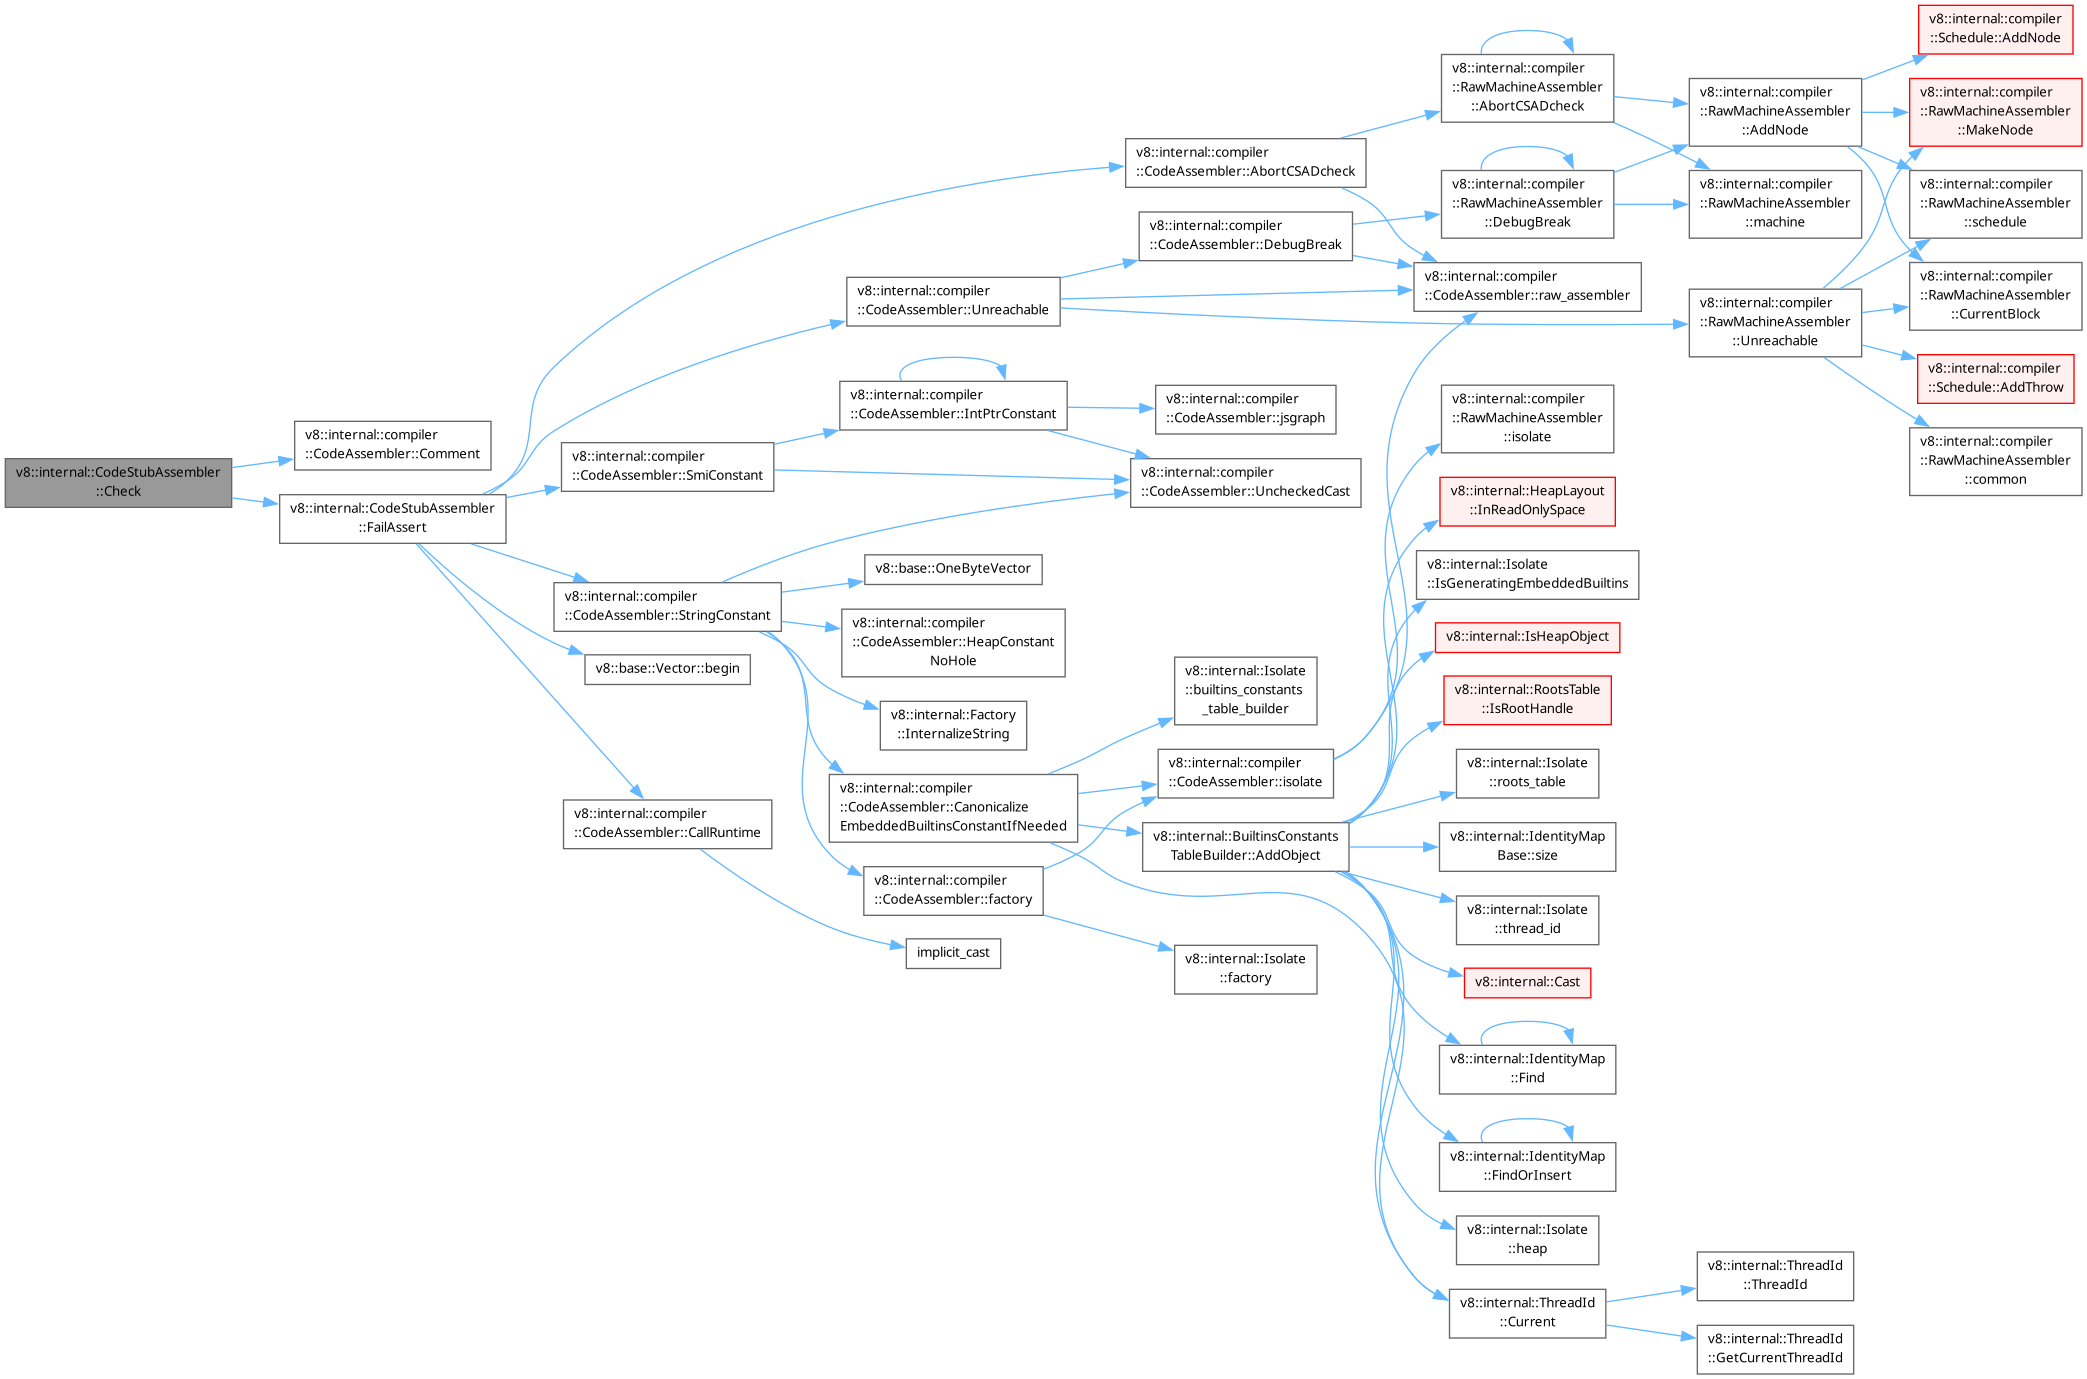 v8::internal::CodeStubAssembler
::Check
v8::internal::compiler
::CodeAssembler::Comment
v8::internal::CodeStubAssembler
::FailAssert
v8::internal::compiler
::CodeAssembler::SmiConstant
v8::internal::compiler
::CodeAssembler::StringConstant
v8::base::Vector::begin
v8::internal::compiler
::CodeAssembler::CallRuntime
v8::internal::compiler
::CodeAssembler::Unreachable
v8::internal::compiler
::CodeAssembler::IntPtrConstant
v8::base::OneByteVector
v8::internal::compiler
::CodeAssembler::HeapConstant
NoHole
v8::internal::Factory
::InternalizeString
v8::internal::compiler
::CodeAssembler::Canonicalize
EmbeddedBuiltinsConstantIfNeeded
v8::internal::compiler
::CodeAssembler::factory
implicit_cast
v8::internal::compiler
::CodeAssembler::AbortCSADcheck
v8::internal::compiler
::CodeAssembler::DebugBreak
v8::internal::compiler
::CodeAssembler::jsgraph
v8::internal::compiler
::CodeAssembler::UncheckedCast
v8::internal::Isolate
::builtins_constants
_table_builder
v8::internal::compiler
::CodeAssembler::isolate
v8::internal::BuiltinsConstants
TableBuilder::AddObject
v8::internal::Isolate
::factory
v8::internal::compiler
::RawMachineAssembler
::AbortCSADcheck
v8::internal::compiler
::RawMachineAssembler
::DebugBreak
v8::internal::compiler
::CodeAssembler::raw_assembler
v8::internal::compiler
::RawMachineAssembler
::isolate
v8::internal::HeapLayout
::InReadOnlySpace
v8::internal::Isolate
::IsGeneratingEmbeddedBuiltins
v8::internal::IsHeapObject
v8::internal::RootsTable
::IsRootHandle
v8::internal::Isolate
::roots_table
v8::internal::IdentityMap
Base::size
v8::internal::Isolate
::thread_id
v8::internal::Cast
v8::internal::IdentityMap
::Find
v8::internal::IdentityMap
::FindOrInsert
v8::internal::Isolate
::heap
v8::internal::ThreadId
::Current
v8::internal::compiler
::RawMachineAssembler
::AddNode
v8::internal::compiler
::RawMachineAssembler
::machine
v8::internal::compiler
::RawMachineAssembler
::Unreachable
v8::internal::ThreadId
::ThreadId
v8::internal::ThreadId
::GetCurrentThreadId
v8::internal::compiler
::Schedule::AddNode
v8::internal::compiler
::RawMachineAssembler
::MakeNode
v8::internal::compiler
::RawMachineAssembler
::schedule
v8::internal::compiler
::RawMachineAssembler
::CurrentBlock
v8::internal::compiler
::Schedule::AddThrow
v8::internal::compiler
::RawMachineAssembler
::common